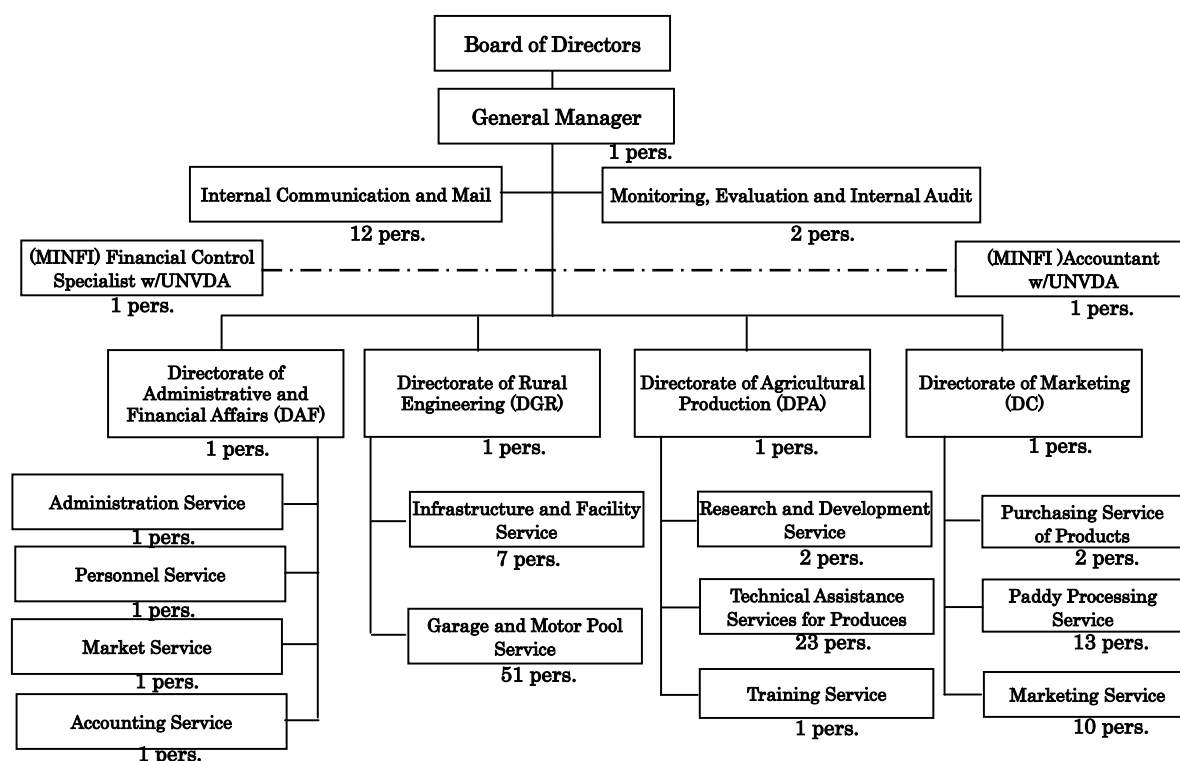 Board of Directors
General Manager
1 pers.
Internal Communication and Mail
12 pers.
Monitoring, Evaluation and Internal Audit
2 pers.
(MINFI) Financial Control
Specialist w/UNVDA
1 pers.
(MINFI )Accountant
w/UNVDA
1 pers.
Directorate of
Administrative and
Financial Affairs (DAF)
1 pers.
Directorate of Rural
Engineering (DGR)
1 pers.
Directorate of Agricultural
Production (DPA)
1 pers.
Directorate of Marketing
(DC)
1 pers.
Administration Service
1 pers.
Personnel Service
1 pers.
Market Service
1 pers.
Accounting Service
1 pers.
Infrastructure and Facility
Service
7 pers.
Garage and Motor Pool
Service
51 pers.
Research and Development
Service
2 pers.
Technical Assistance
Services for Produces
23 pers.
Training Service
1 pers.
Purchasing Service
of Products
2 pers.
Paddy Processing
Service
13 pers.
Marketing Service
10 pers.